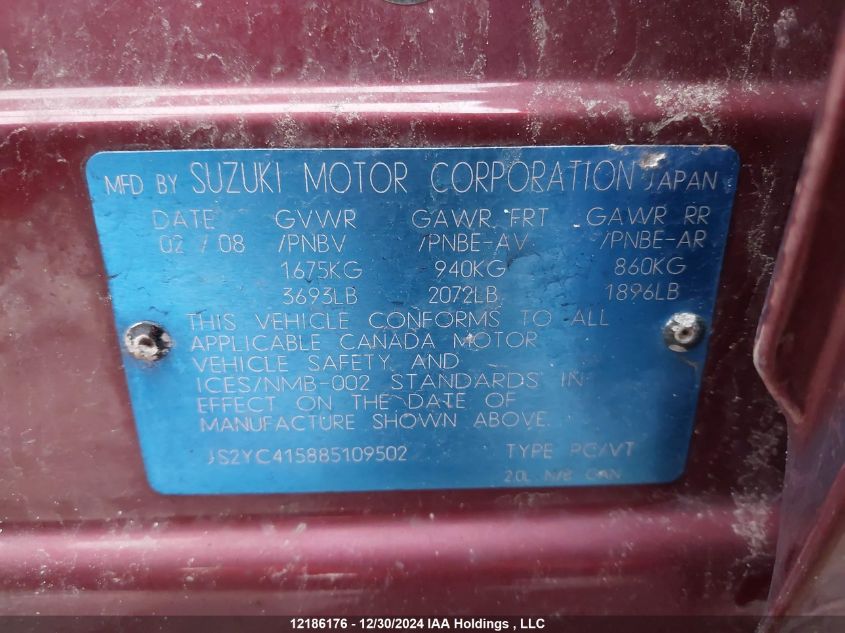 MFD BY SUZUKI MOTOR CORPORATION JAPAN
DATE GVWR GAWR FRT GAWR RR
02 / 08 /PNBV /PNBE-AV /PNBE-AR
1675KG 940KG 860KG
3693LB 2072LB 1896LB
THIS VEHICLE CONFORMS TO ALL
APPLICABLE CANADA MOTOR
VEHICLE SAFETY AND
ICES/NMB-002 STANDARDS IN
EFFECT ON THE DATE OF
MANUFACTURE SHOWN ABOVE.
JS2YC415885109502 TYPE PC/VT
2.0L N/B CAN
12186176 - 12/30/2024 IAA Holdings , LLC